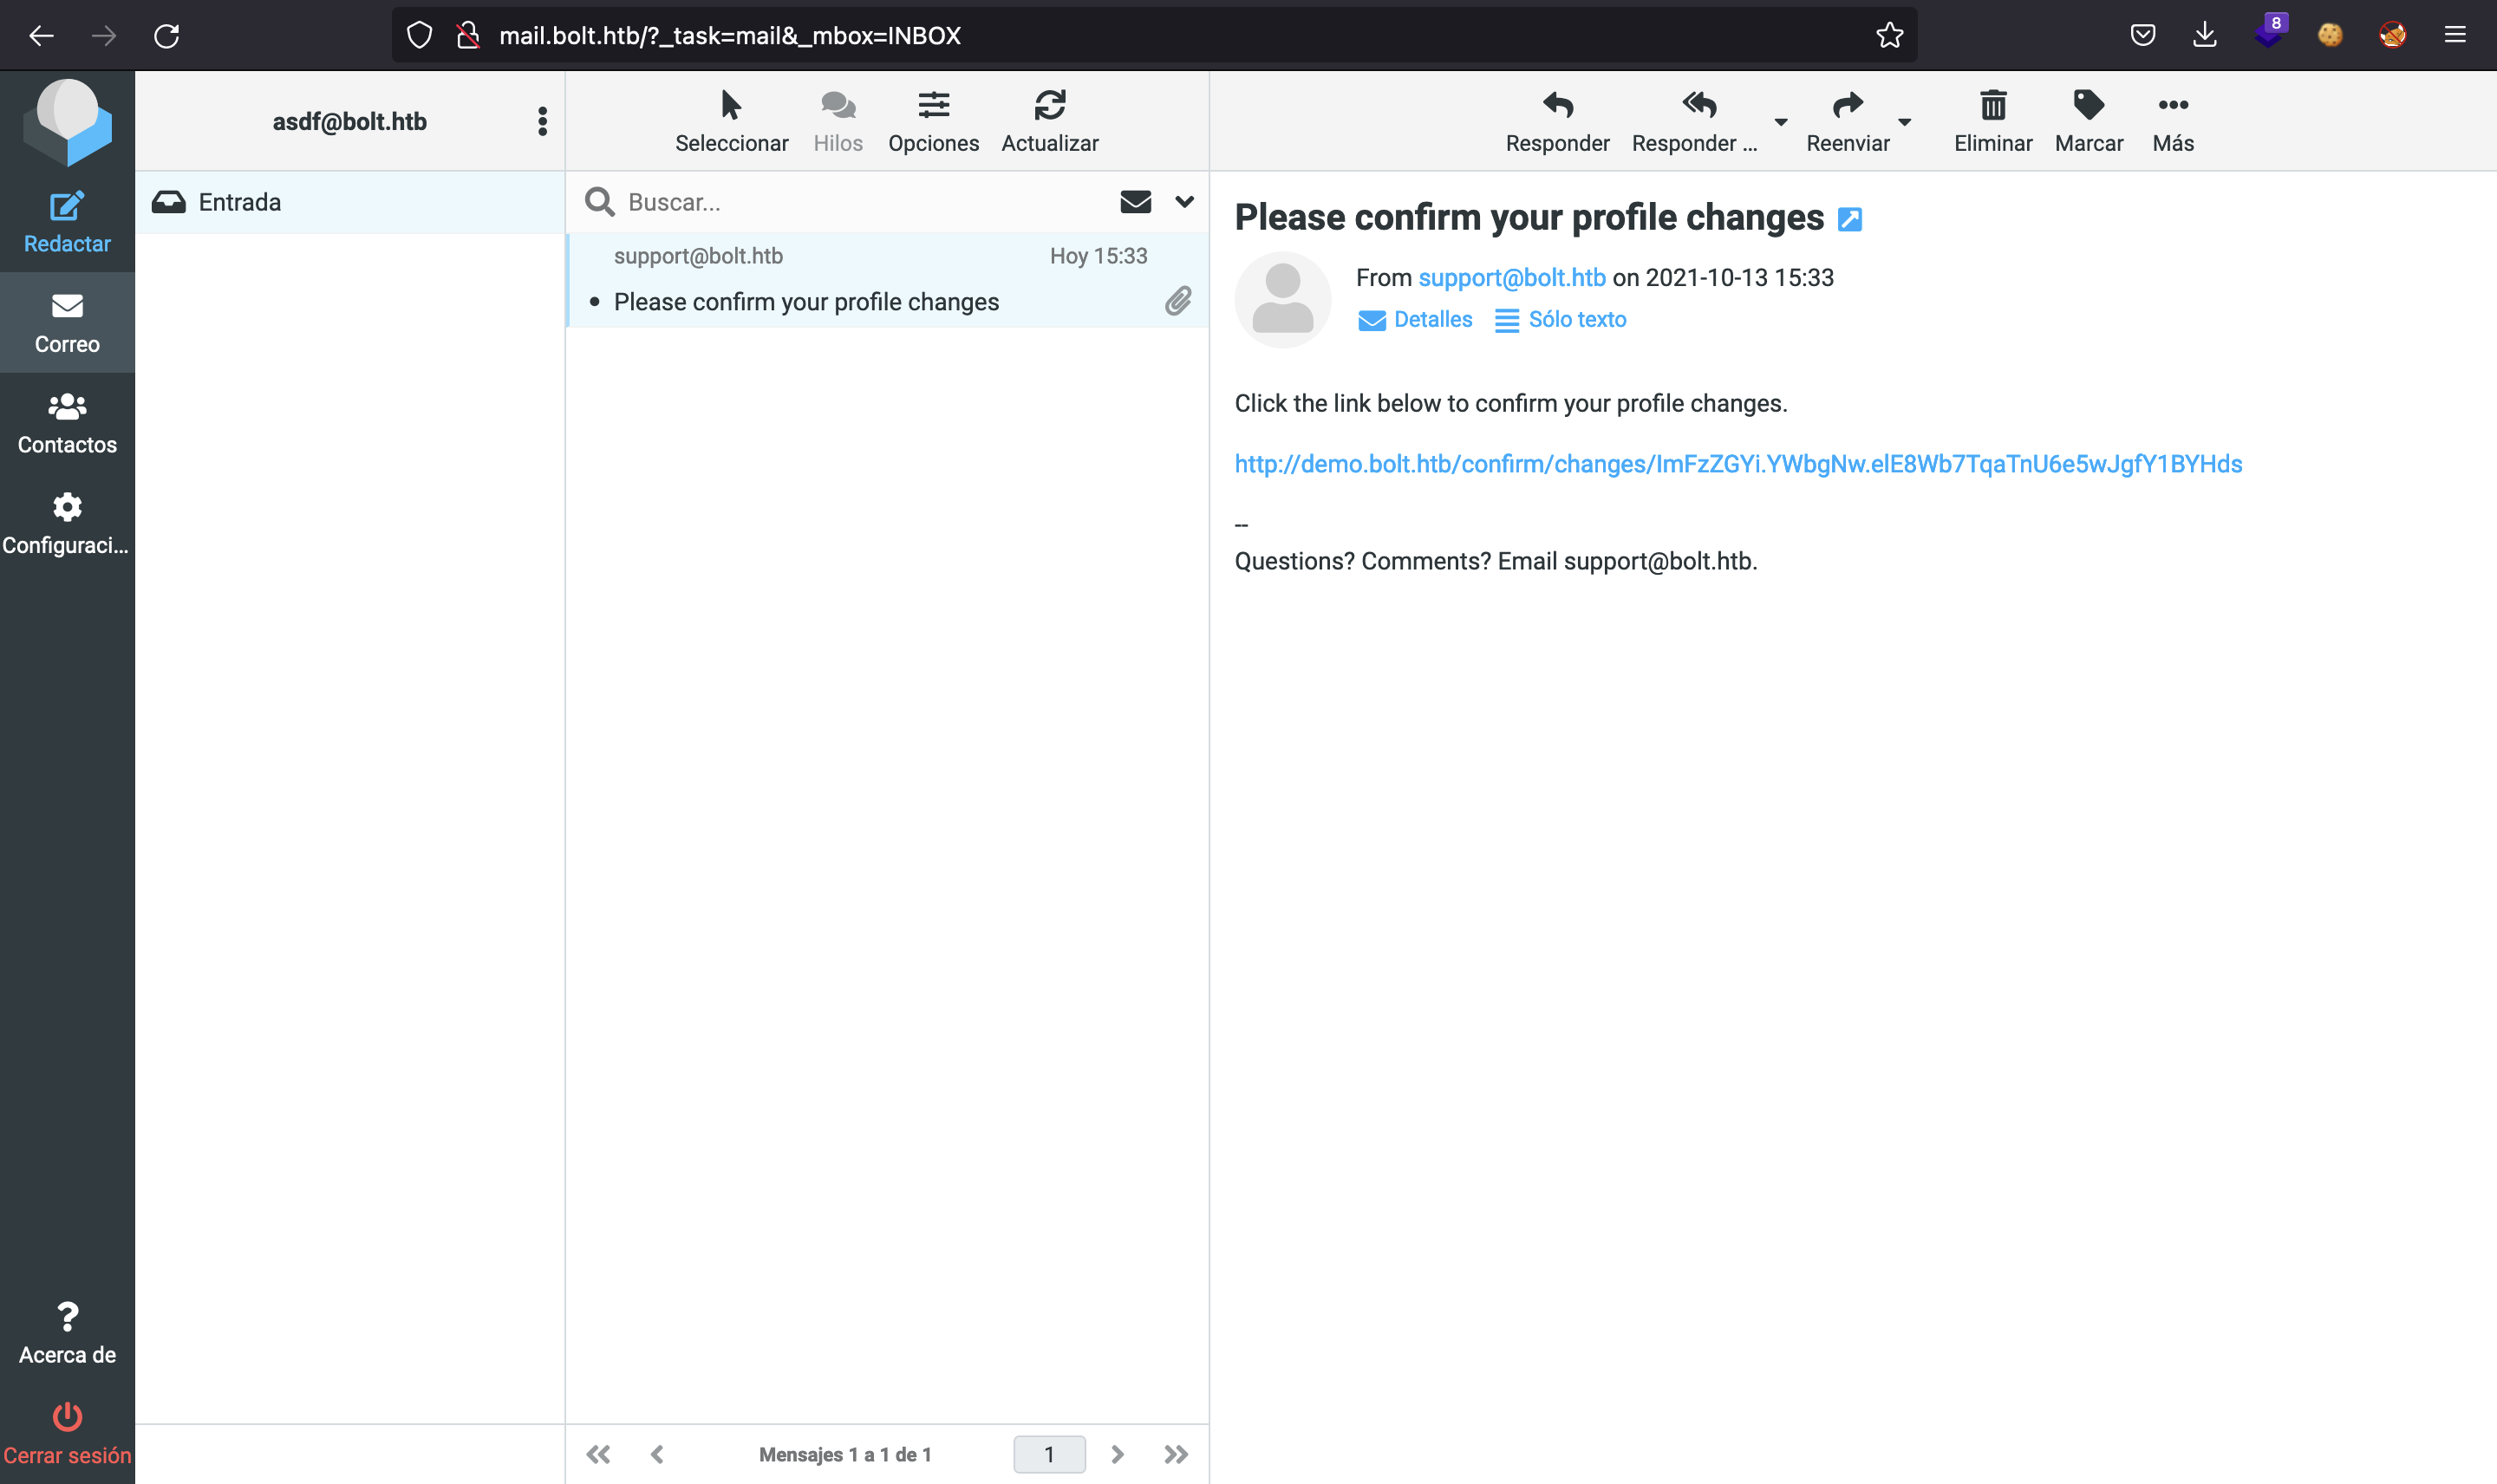 mail.bolt.htb/?_task=mail&_mbox=INBOX
8
asdf@bolt.htb
Seleccionar
Hilos
Opciones
Actualizar
Responder
Responder ...
Reenviar
Eliminar
Marcar
Más
Redactar
Correo
Contactos
Configuraci...
Acerca de
Cerrar sesión
Entrada
Buscar...
support@bolt.htb Hoy 15:33
• Please confirm your profile changes
Mensajes 1 a 1 de 1
1
Please confirm your profile changes
From support@bolt.htb on 2021-10-13 15:33
Detalles Sólo texto
Click the link below to confirm your profile changes.
http://demo.bolt.htb/confirm/changes/ImFzZGYi.YWbgNw.elE8Wb7TqaTnU6e5wJgfY1BYHds
--
Questions? Comments? Email support@bolt.htb.